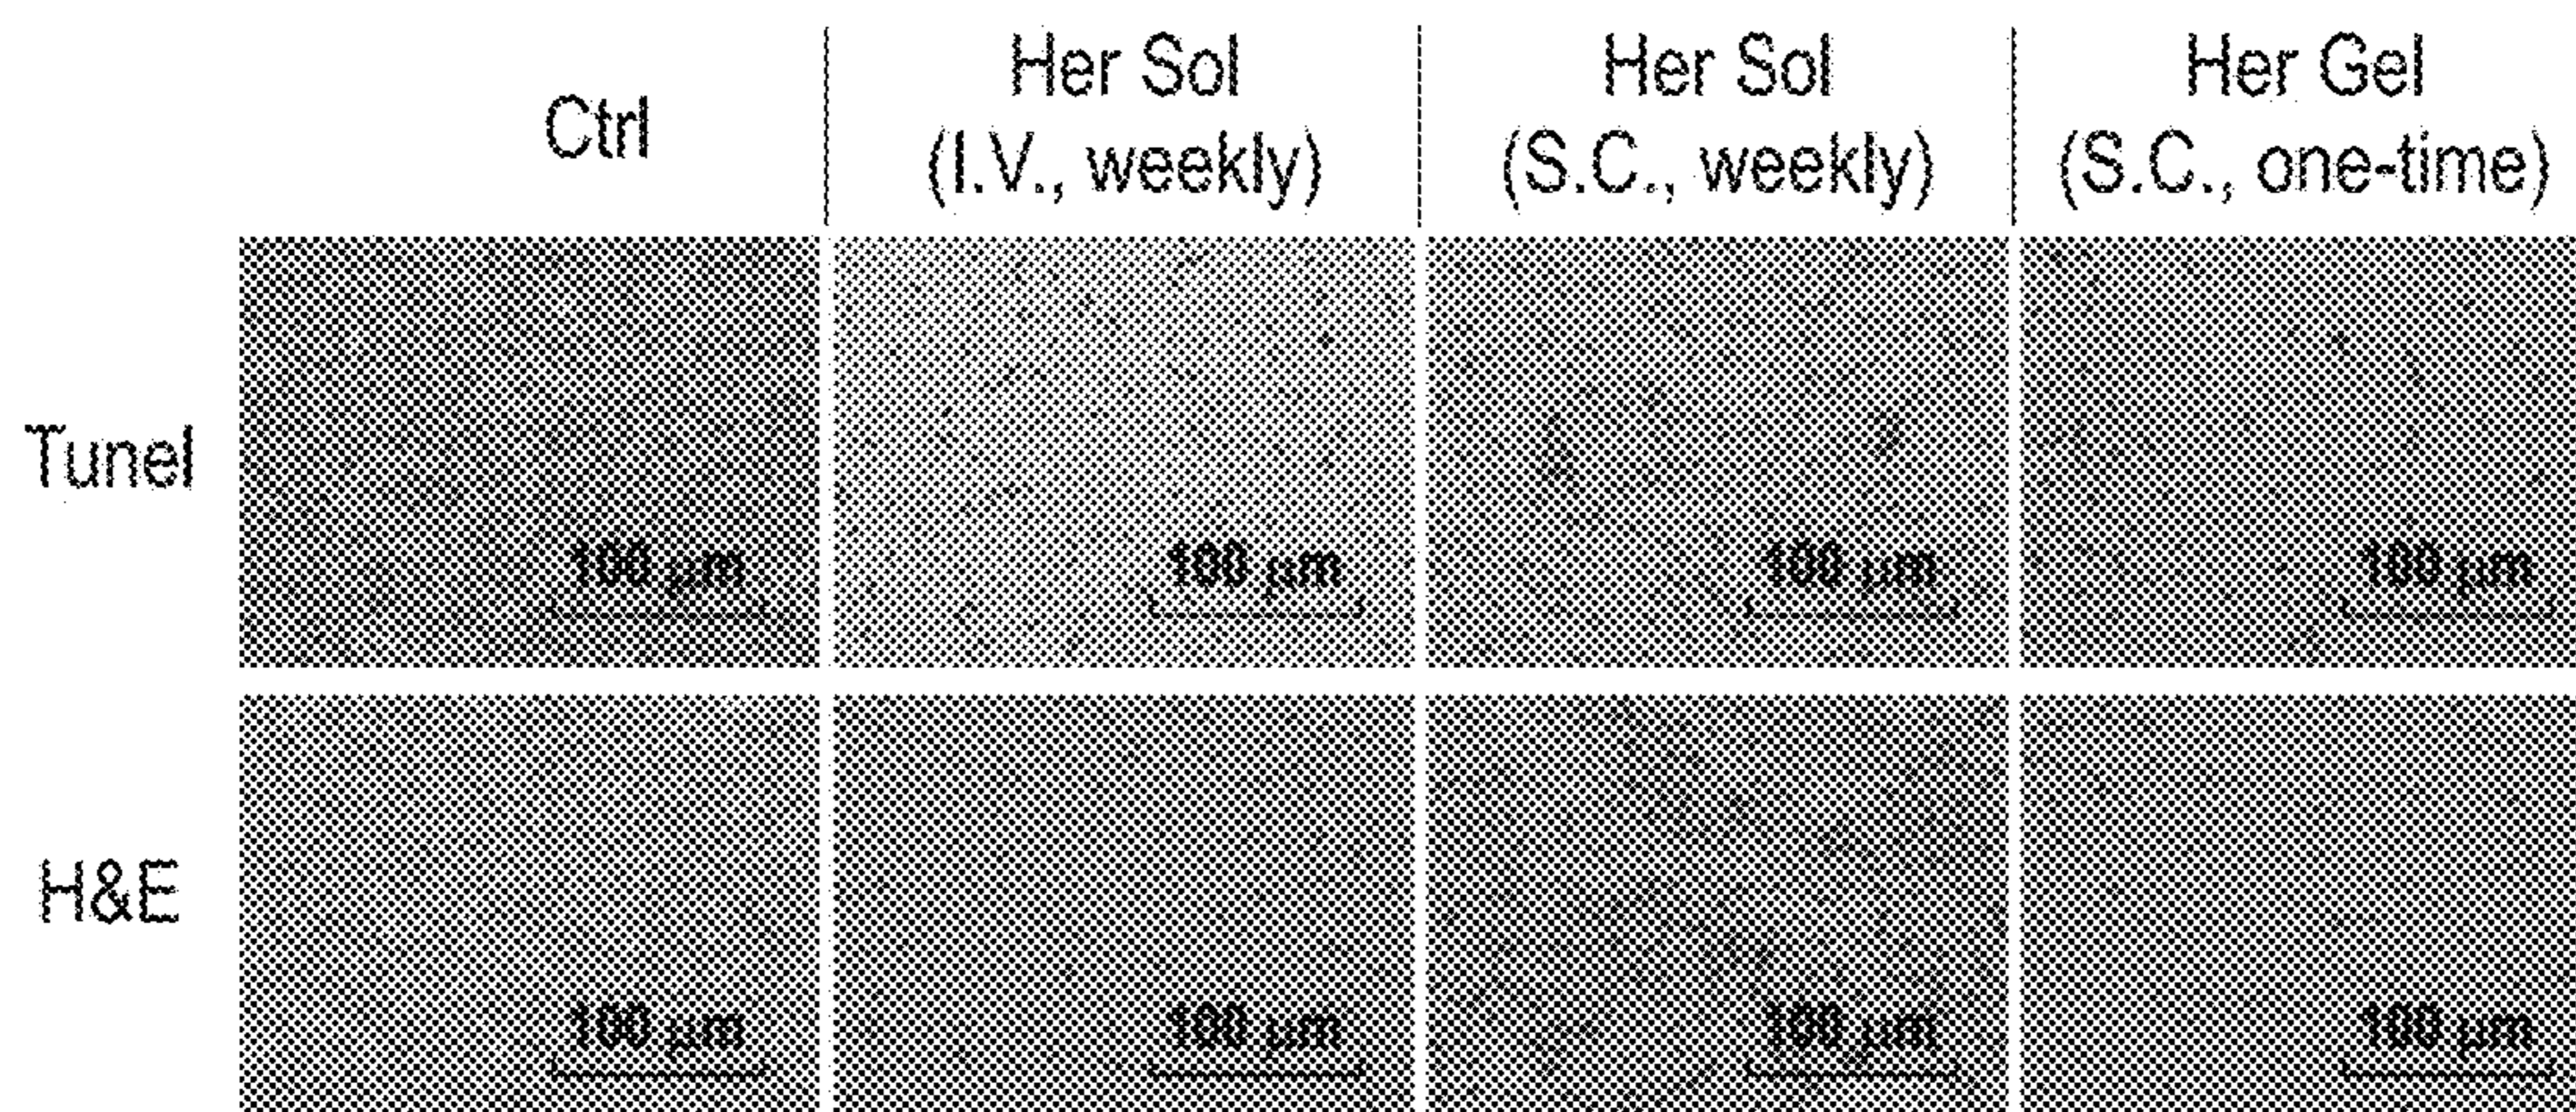 Ctrl
Her Sol
(I.V., weekly)
Her Sol
(S.C., weekly)
Her Gel
(S.C., one-time)
Tunel
100 µm
100 µm
100 µm
100 µm
H&E
100 µm
100 µm
100 µm
100 µm